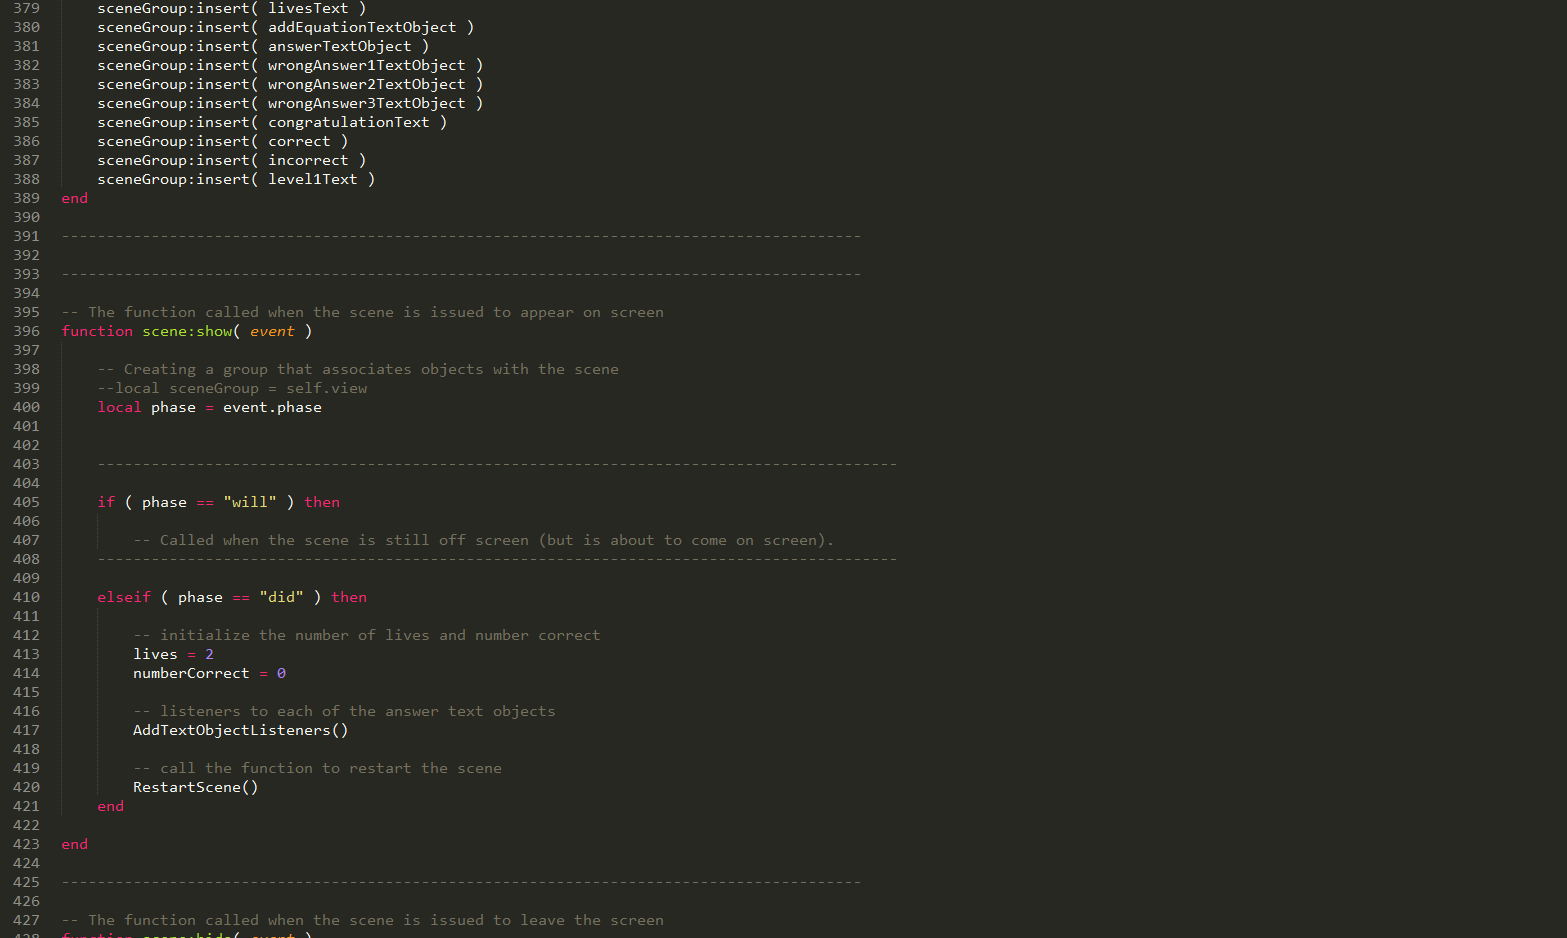 379 sceneGroup:insert( livesText )
380 sceneGroup:insert( addEquationTextObject )
381 sceneGroup:insert( answerTextObject )
382 sceneGroup:insert( wrongAnswer1TextObject )
383 sceneGroup:insert( wrongAnswer2TextObject )
384 sceneGroup:insert( wrongAnswer3TextObject )
385 sceneGroup:insert( congratulationText )
386 sceneGroup:insert( correct )
387 sceneGroup:insert( incorrect )
388 sceneGroup:insert( level1Text )
389 end
390
391 -----------------------------------------------------------------------------------------
392
393 -----------------------------------------------------------------------------------------
394
395 -- The function called when the scene is issued to appear on screen
396 function scene:show( event )
397
398 -- Creating a group that associates objects with the scene
399 --local sceneGroup = self.view
400 local phase = event.phase
401
402
403 -----------------------------------------------------------------------------------------
404
405 if ( phase == "will" ) then
406
407 -- Called when the scene is still off screen (but is about to come on screen).
408 -----------------------------------------------------------------------------------------
409
410 elseif ( phase == "did" ) then
411
412 -- initialize the number of lives and number correct
413 lives = 2
414 numberCorrect = 0
415
416 -- listeners to each of the answer text objects
417 AddTextObjectListeners()
418
419 -- call the function to restart the scene
420 RestartScene()
421 end
422
423 end
424
425 -----------------------------------------------------------------------------------------
426
427 -- The function called when the scene is issued to leave the screen
428 function scene:hide( event )